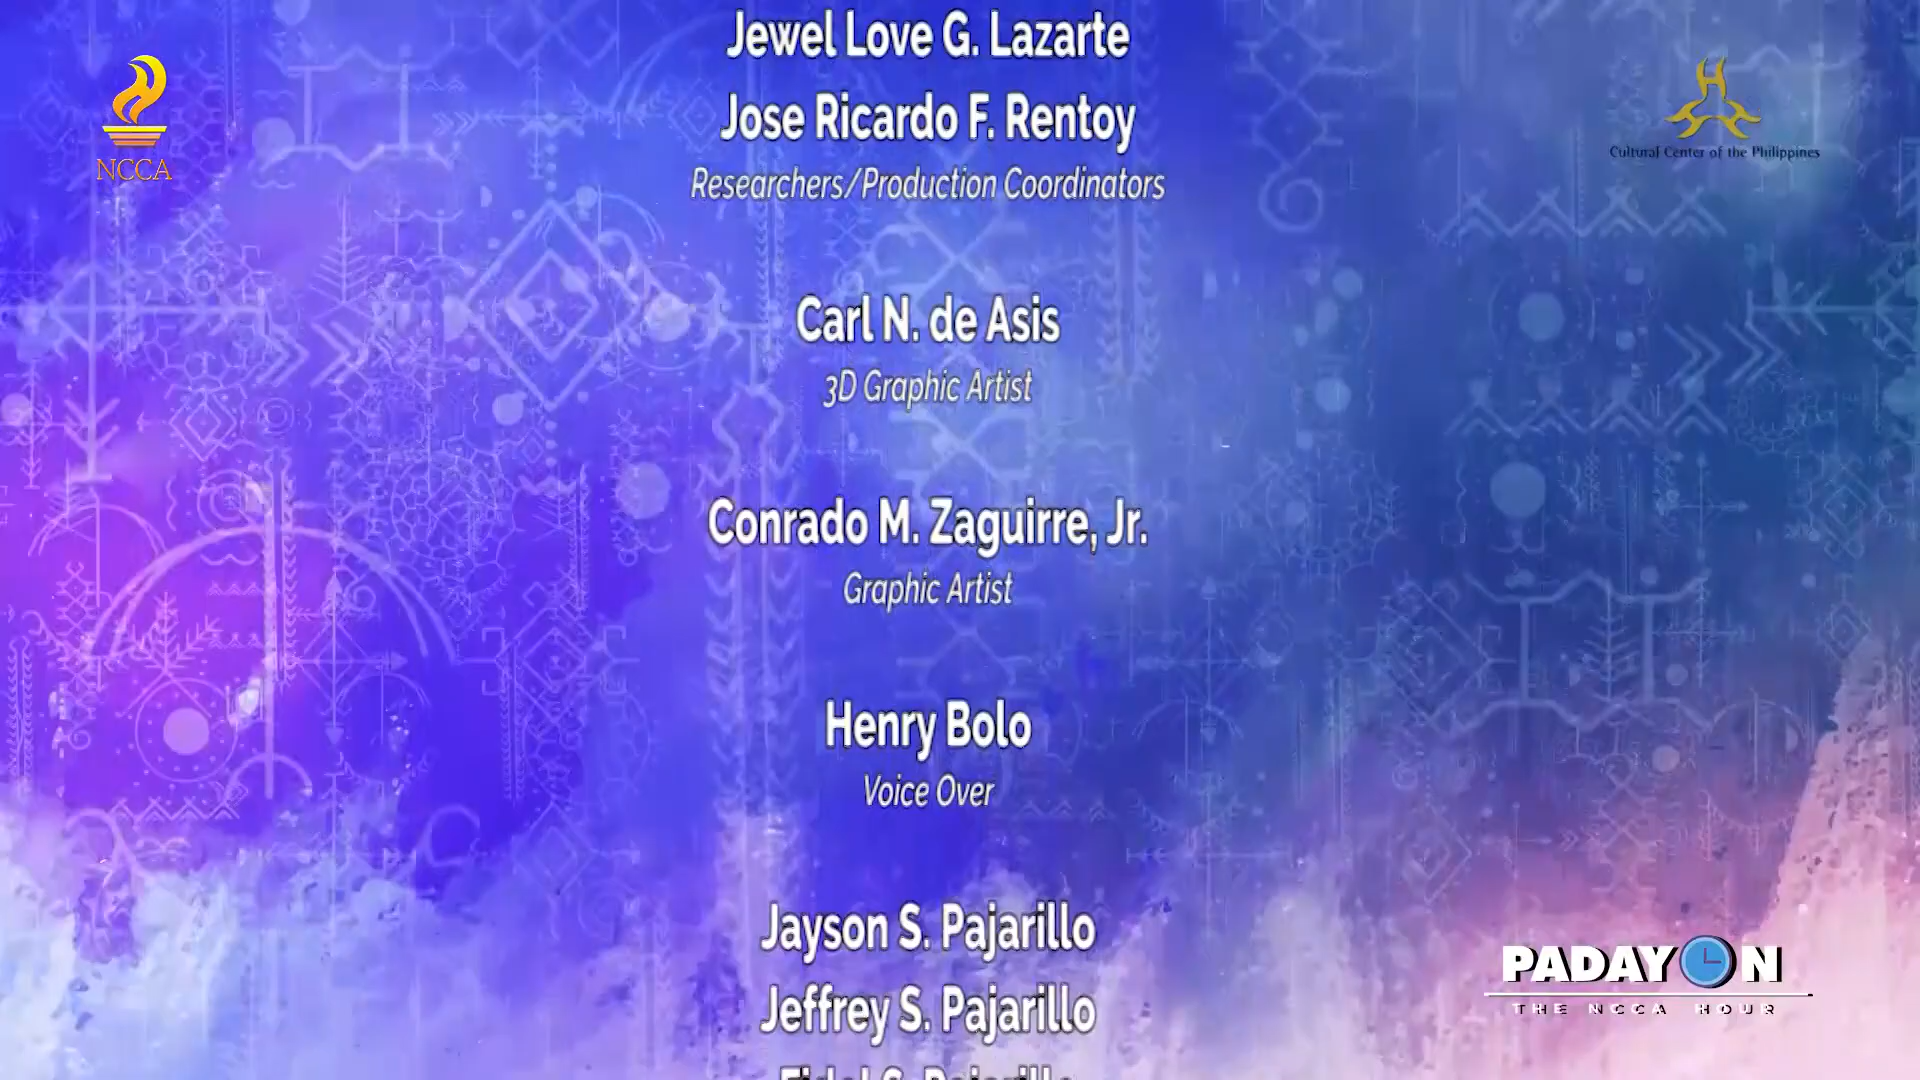 Jewel Love G. Lazarte
Jose Ricardo F. Rentoy
Researchers/Production Coordinators
NCCA
Cultural Center of the Philippines
Carl N. de Asis
3D Graphic Artist
Conrado M. Zaguirre, Jr.
Graphic Artist
Henry Bolo
Voice Over
Jayson S. Pajarillo
Jeffrey S. Pajarillo
PADAYON
THE NCCA HOUR